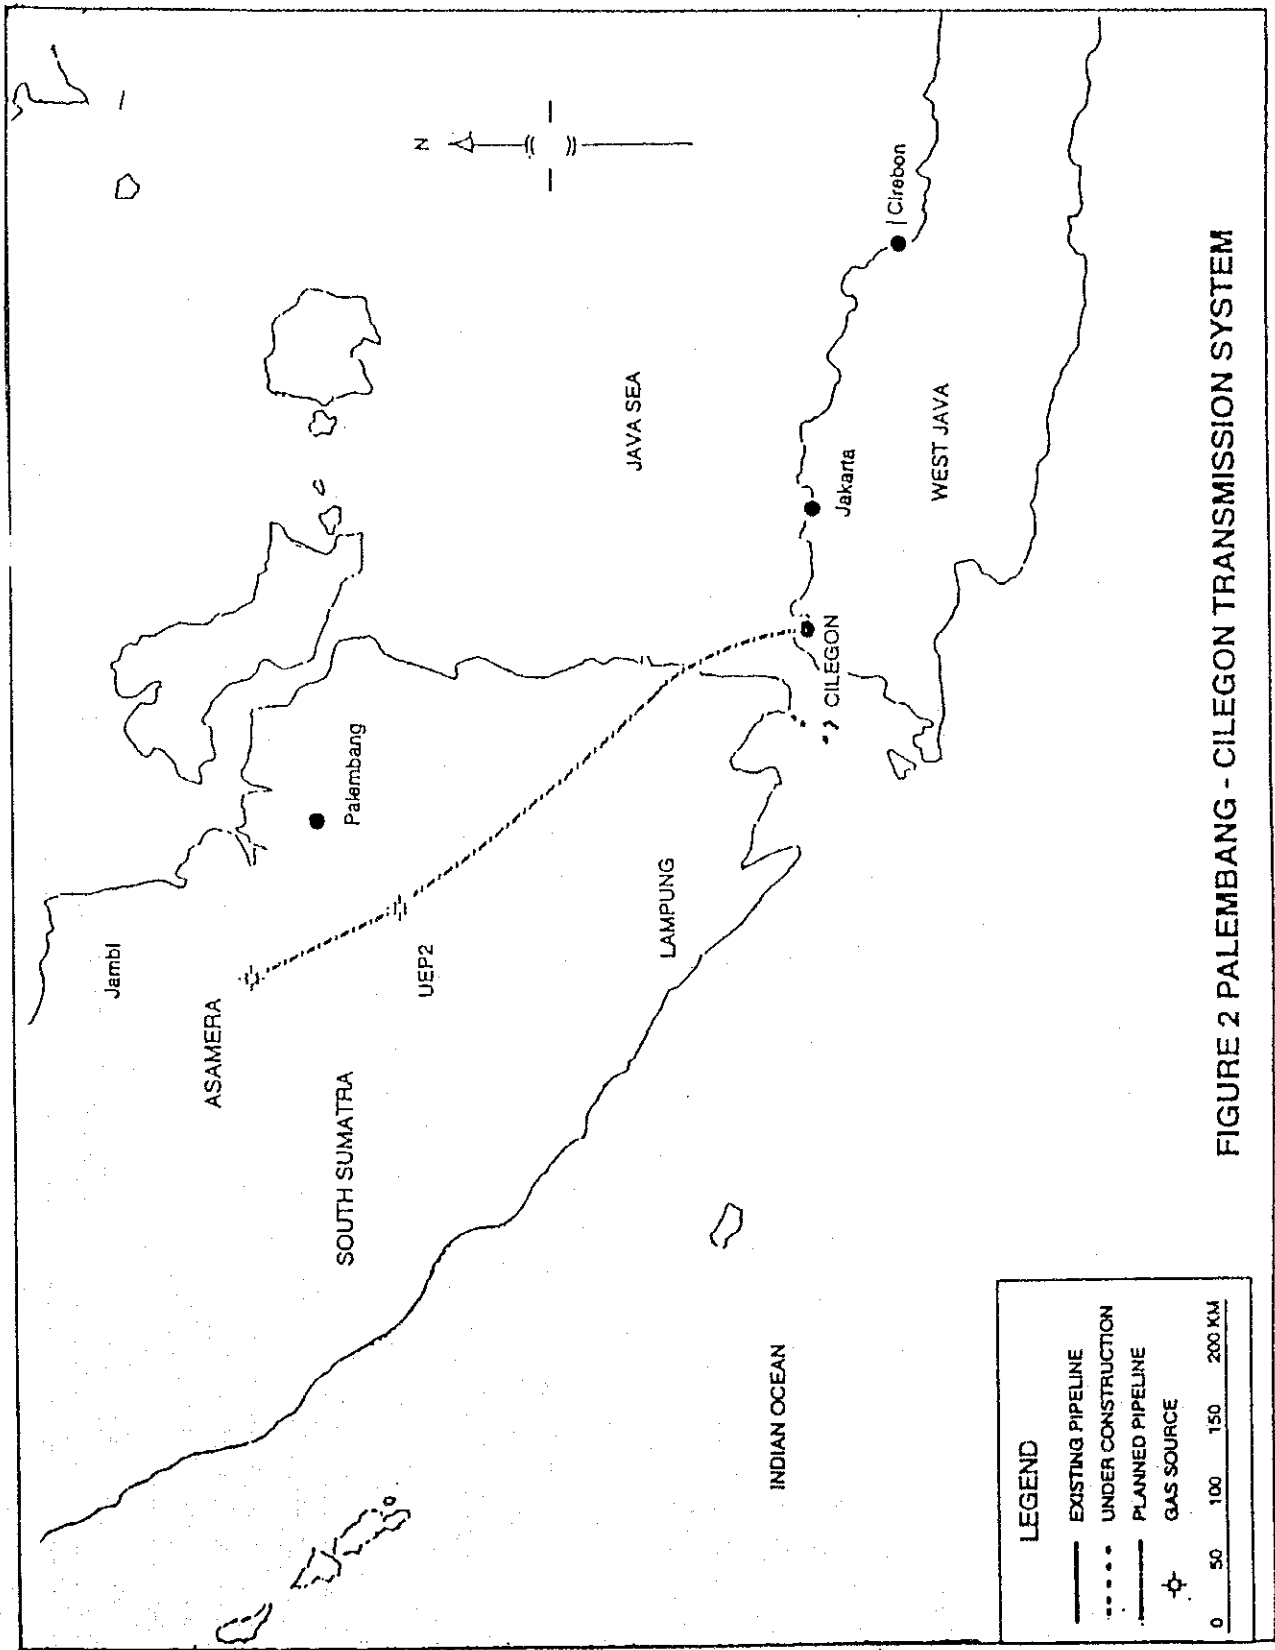 N
Jambi
ASAMERA
Palembang
UEP2
SOUTH SUMATRA
JAVA SEA
LAMPUNG
CILEGON
Jakarta
Cirebon
WEST JAVA
INDIAN OCEAN
LEGEND
EXISTING PIPELINE
UNDER CONSTRUCTION
PLANNED PIPELINE
GAS SOURCE
0 50 100 150 200 KM
FIGURE 2 PALEMBANG - CILEGON TRANSMISSION SYSTEM